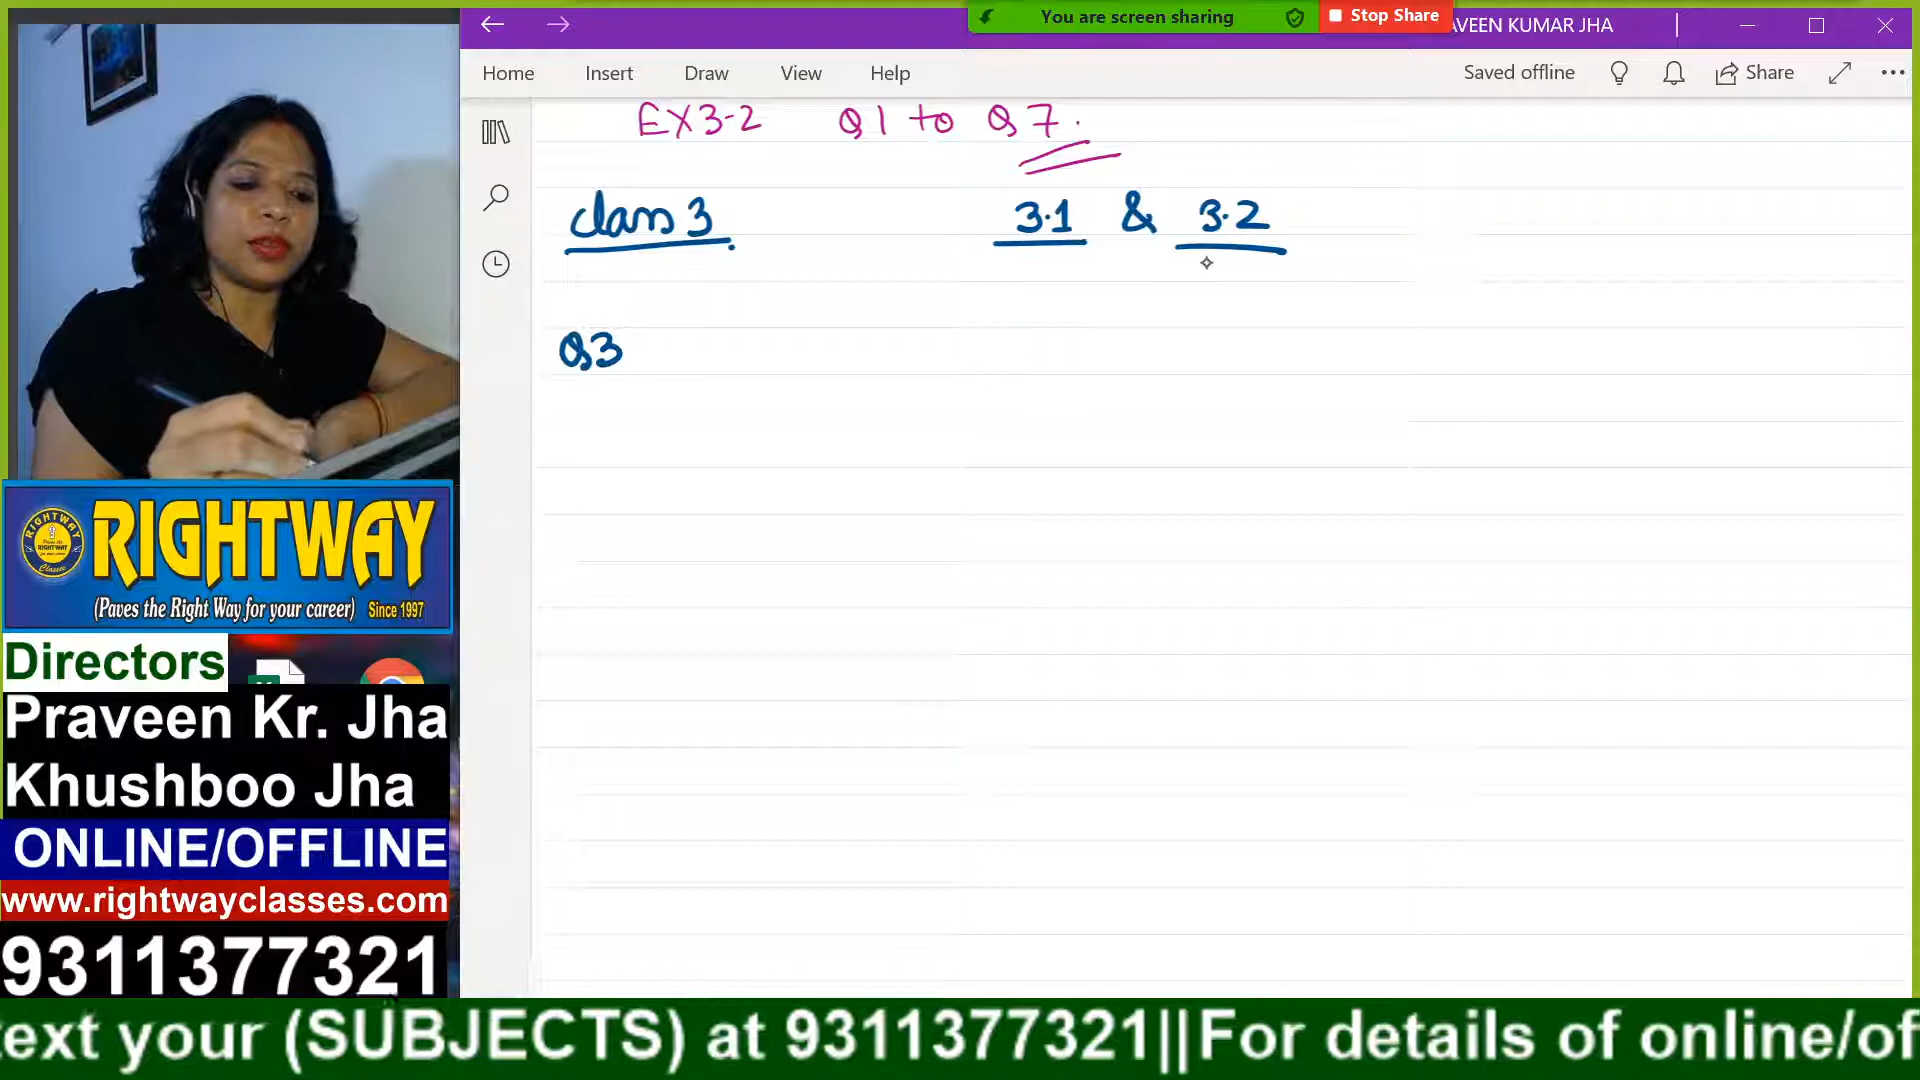 You are screen sharing
Stop Share
AVEEN KUMAR JHA
Home Insert Draw View Help
Saved offline
Share
EX3-2 Q1 to Q7.
class 3 3.1 & 3.2
Q3
RIGHTWAY
RIGHTWAY
Classes
(Paves the Right Way for your career) Since 1997
Directors
Praveen Kr. Jha
Khushboo Jha
ONLINE/OFFLINE
www.rightwayclasses.com
9311377321
text your (SUBJECTS) at 9311377321||For details of online/of